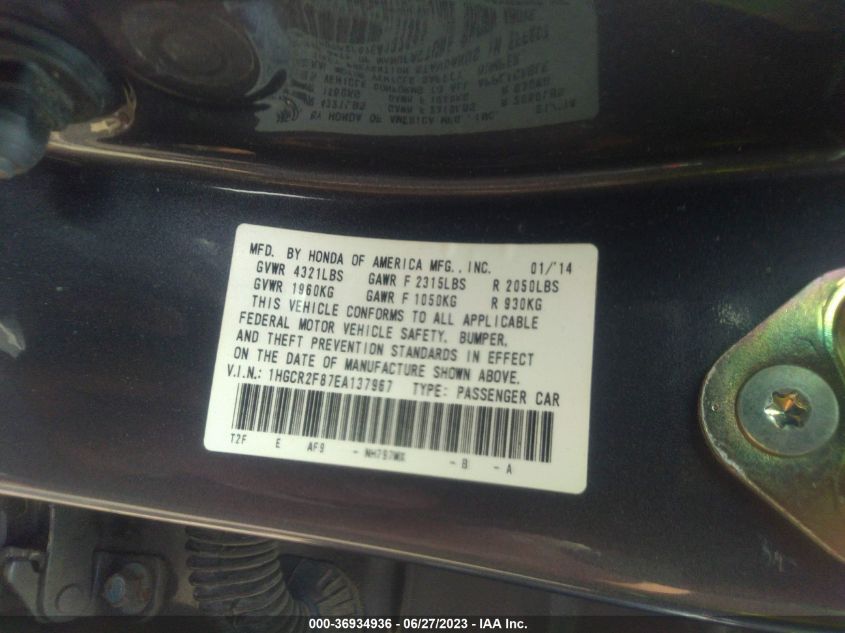 MFD. BY HONDA OF AMERICA MFG., INC. 01/'14
GVWR 4321LBS GAWR F 2315LBS R 2050LBS
GVWR 1960KG GAWR F 1050KG R 930KG
THIS VEHICLE CONFORMS TO ALL APPLICABLE
FEDERAL MOTOR VEHICLE SAFETY, BUMPER,
AND THEFT PREVENTION STANDARDS IN EFFECT
ON THE DATE OF MANUFACTURE SHOWN ABOVE.
V.I.N.: 1HGCR2F87EA137967 TYPE: PASSENGER CAR
T2F E AF9 - NH797MX - B - A
000-36934936 - 06/27/2023 - IAA Inc.